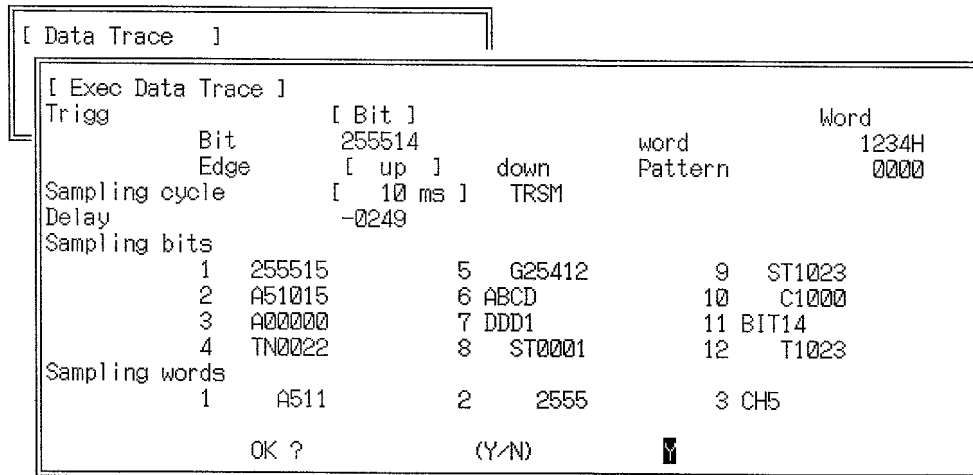 [ Data Trace ]
[ Exec Data Trace ]
Trigg [ Bit ] Word
Bit 255514 word 1234H
Edge [ up ] down Pattern 0000
Sampling cycle [ 10 ms ] TRSM
Delay -0249
Sampling bits
1 255515 5 G25412 9 ST1023
2 A51015 6 ABCD 10 C1000
3 A00000 7 DDD1 11 BIT14
4 TN0022 8 ST0001 12 T1023
Sampling words
1 A511 2 2555 3 CH5
OK ? (Y/N) Y